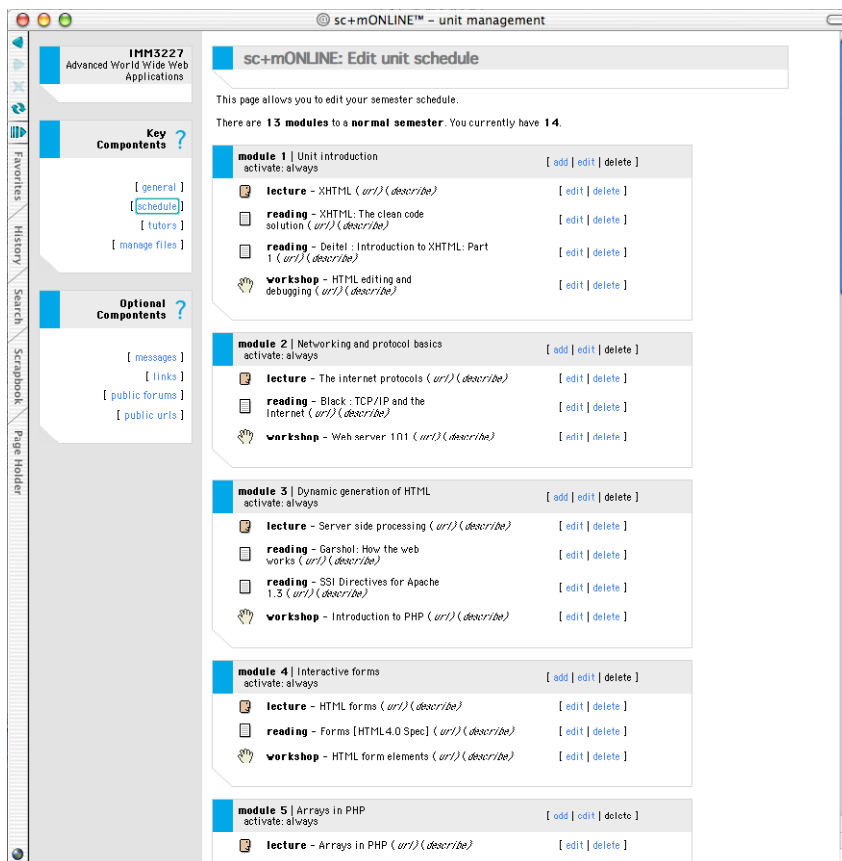 @ sc+mONLINE™ – unit management
Favorites
History
Search
Scrapbook
Page Holder
IMM3227
Advanced World Wide Web
Applications
Key
Compontents ?
[ general ]
[ schedule ]
[ tutors ]
[ manage files ]
Optional
Compontents ?
[ messages ]
[ links ]
[ public forums ]
[ public urls ]
sc+mONLINE: Edit unit schedule
This page allows you to edit your semester schedule.
There are 13 modules to a normal semester. You currently have 14.
module 1 | Unit introduction [ add | edit | delete ]
activate: always
lecture - XHTML (url)(describe) [ edit | delete ]
reading - XHTML: The clean code
solution (url)(describe) [ edit | delete ]
reading - Deitel : Introduction to XHTML: Part
1 (url)(describe) [ edit | delete ]
workshop - HTML editing and
debugging (url)(describe) [ edit | delete ]
module 2 | Networking and protocol basics [ add | edit | delete ]
activate: always
lecture - The internet protocols (url)(describe) [ edit | delete ]
reading - Black : TCP/IP and the
Internet (url)(describe) [ edit | delete ]
workshop - Web server 101 (url)(describe) [ edit | delete ]
module 3 | Dynamic generation of HTML [ add | edit | delete ]
activate: always
lecture - Server side processing (url)(describe) [ edit | delete ]
reading - Garshol: How the web
works (url)(describe) [ edit | delete ]
reading - SSI Directives for Apache
1.3 (url)(describe) [ edit | delete ]
workshop - Introduction to PHP (url)(describe) [ edit | delete ]
module 4 | Interactive forms [ add | edit | delete ]
activate: always
lecture - HTML forms (url)(describe) [ edit | delete ]
reading - Forms [HTML4.0 Spec] (url)(describe) [ edit | delete ]
workshop - HTML form elements (url)(describe) [ edit | delete ]
module 5 | Arrays in PHP [ add | edit | delete ]
activate: always
lecture - Arrays in PHP (url)(describe) [ edit | delete ]